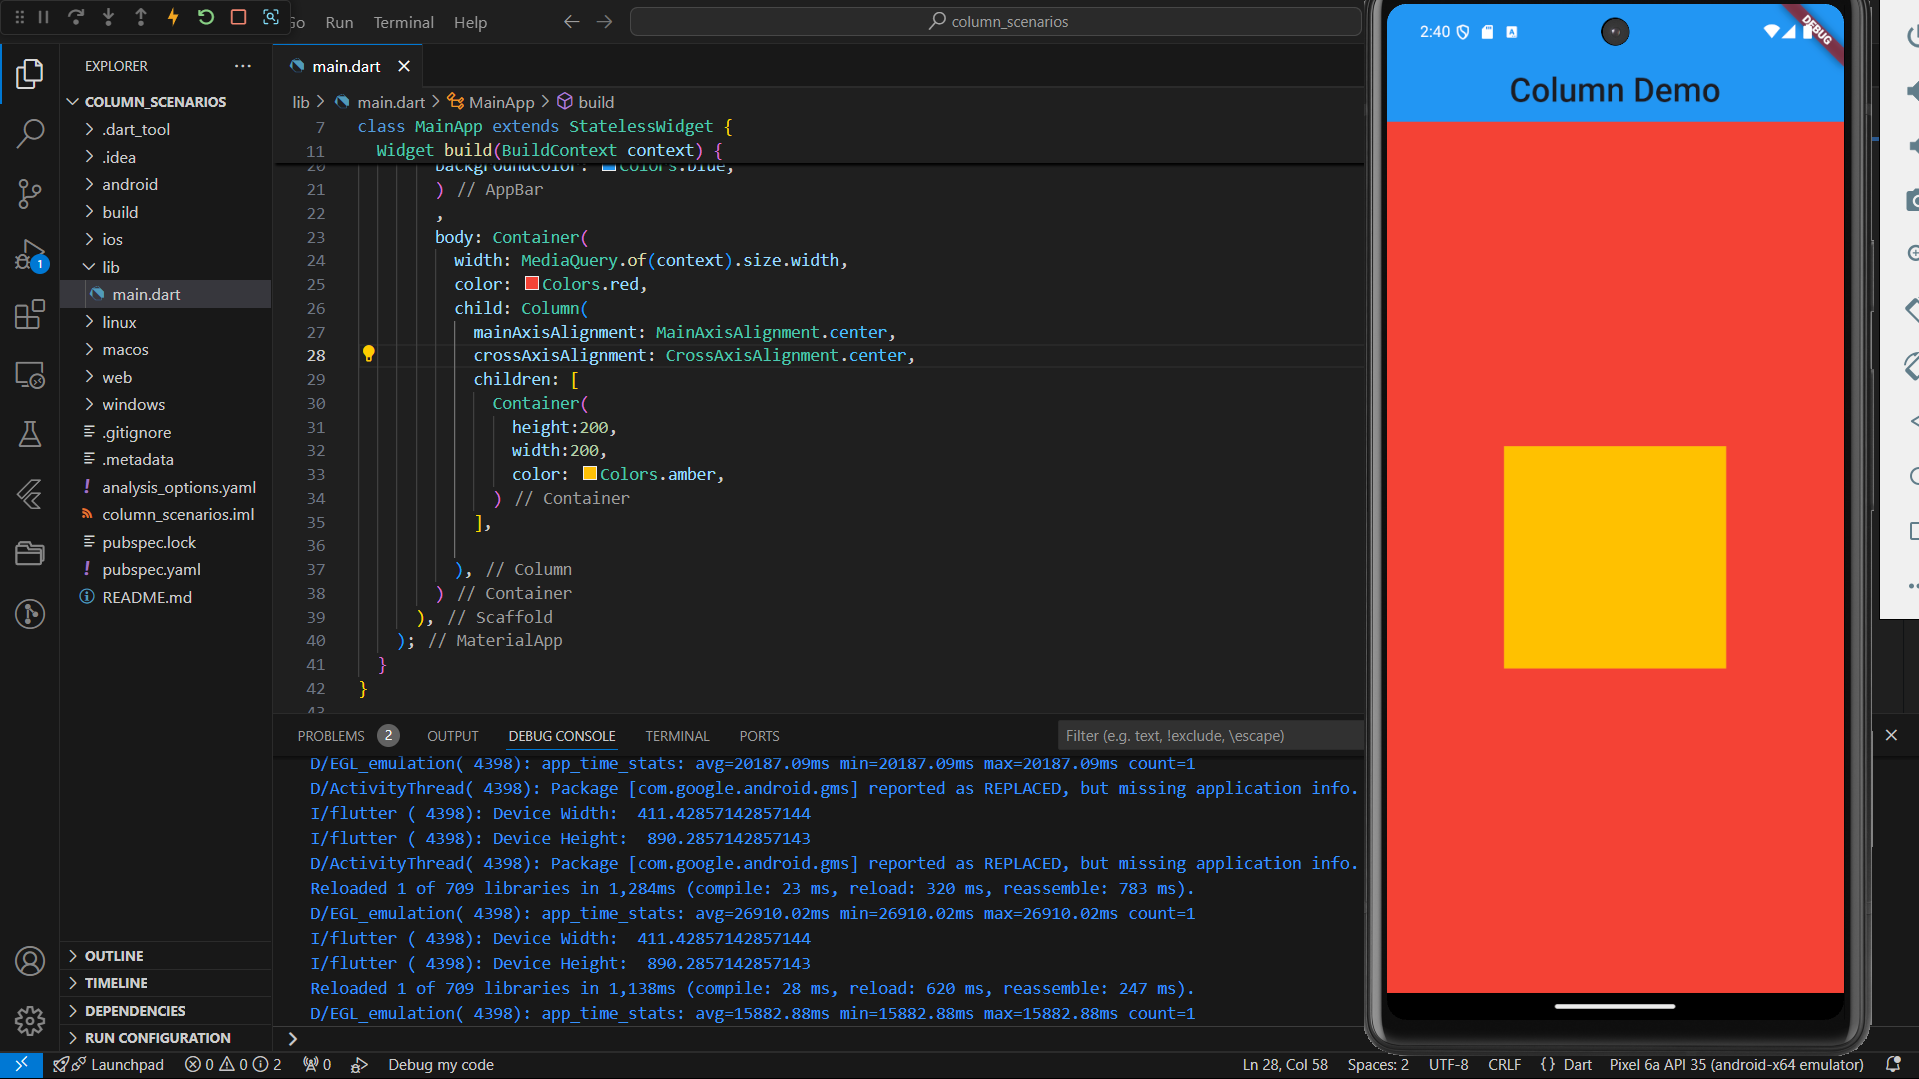 Go Run Terminal Help
column_scenarios
EXPLORER
COLUMN_SCENARIOS
.dart_tool
.idea
android
build
ios
lib
main.dart
linux
macos
web
windows
.gitignore
.metadata
analysis_options.yaml
column_scenarios.iml
pubspec.lock
pubspec.yaml
README.md
OUTLINE
TIMELINE
DEPENDENCIES
RUN CONFIGURATION
main.dart
lib > main.dart > MainApp > build
7 class MainApp extends StatelessWidget {
11 Widget build(BuildContext context) {
20 backgroundColor: Colors.blue,
21 ) // AppBar
22 ,
23 body: Container(
24 width: MediaQuery.of(context).size.width,
25 color: Colors.red,
26 child: Column(
27 mainAxisAlignment: MainAxisAlignment.center,
28 crossAxisAlignment: CrossAxisAlignment.center,
29 children: [
30 Container(
31 height:200,
32 width:200,
33 color: Colors.amber,
34 ) // Container
35 ],
36
37 ), // Column
38 ) // Container
39 ), // Scaffold
40 ); // MaterialApp
41 }
42 }
43
PROBLEMS 2 OUTPUT DEBUG CONSOLE TERMINAL PORTS
Filter (e.g. text, !exclude, \escape)
D/EGL_emulation( 4398): app_time_stats: avg=20187.09ms min=20187.09ms max=20187.09ms count=1
D/ActivityThread( 4398): Package [com.google.android.gms] reported as REPLACED, but missing application info.
I/flutter ( 4398): Device Width:  411.42857142857144
I/flutter ( 4398): Device Height:  890.2857142857143
D/ActivityThread( 4398): Package [com.google.android.gms] reported as REPLACED, but missing application info.
Reloaded 1 of 709 libraries in 1,284ms (compile: 23 ms, reload: 320 ms, reassemble: 783 ms).
D/EGL_emulation( 4398): app_time_stats: avg=26910.02ms min=26910.02ms max=26910.02ms count=1
I/flutter ( 4398): Device Width:  411.42857142857144
I/flutter ( 4398): Device Height:  890.2857142857143
Reloaded 1 of 709 libraries in 1,138ms (compile: 28 ms, reload: 620 ms, reassemble: 247 ms).
D/EGL_emulation( 4398): app_time_stats: avg=15882.88ms min=15882.88ms max=15882.88ms count=1
2:40
DEBUG
Column Demo
1
Launchpad 0 0 2 0 Debug my code
Ln 28, Col 58 Spaces: 2 UTF-8 CRLF {} Dart Pixel 6a API 35 (android-x64 emulator)